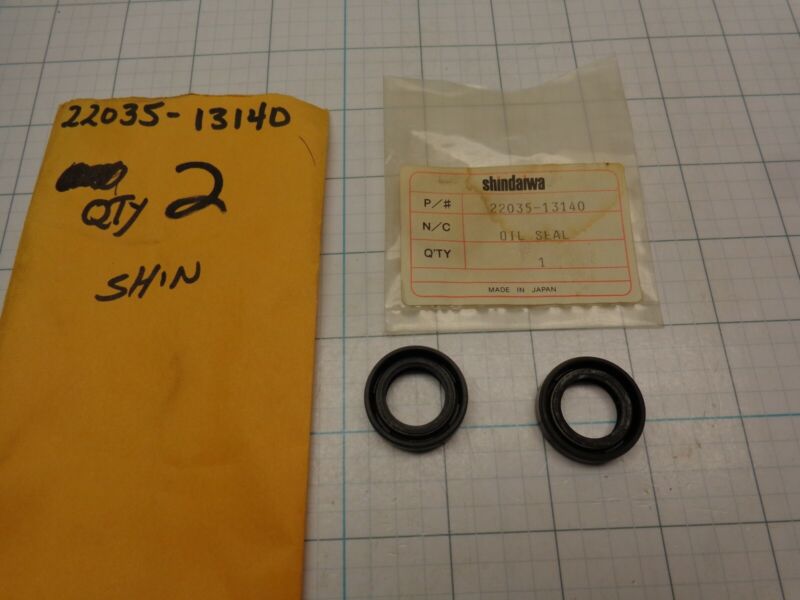 22035-13140
QTY 2
SHIN
shindaiwa
P/# 22035-13140
N/C OIL SEAL
Q'TY 1
MADE IN JAPAN